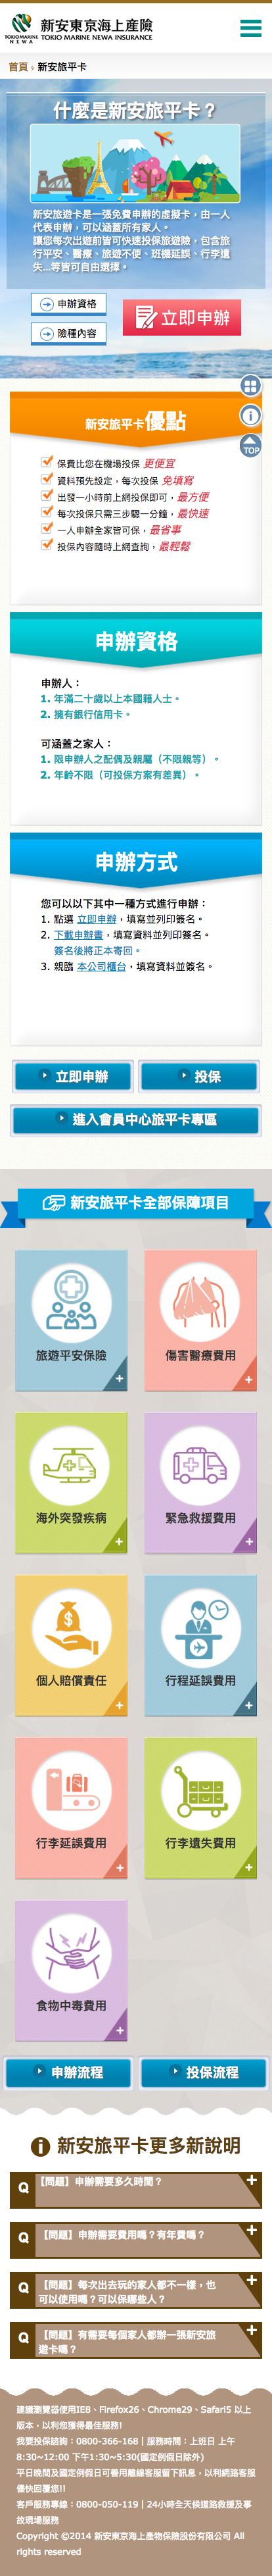 TOKIOMARINE
NEWA
新安東京海上產險
TOKIO MARINE NEWA INSURANCE
首頁 › 新安旅平卡
什麼是新安旅平卡？
新安旅遊卡是一張免費申辦的虛擬卡，由一人
代表申辦，可以涵蓋所有家人。
讓您每次出遊前皆可快速投保旅遊險，包含旅
行平安、醫療、旅遊不便、班機延誤、行李遺
失...等皆可自由選擇。
申辦資格
立即申辦
險種內容
i
TOP
新安旅平卡優點
保費比您在機場投保 更便宜
資料預先設定，每次投保 免填寫
出發一小時前上網投保即可，最方便
每次投保只需三步驟一分鐘，最快速
一人申辦全家皆可保，最省事
投保內容隨時上網查詢，最輕鬆
申辦資格
申辦人：
1. 年滿二十歲以上本國籍人士。
2. 擁有銀行信用卡。
可涵蓋之家人：
1. 限申辦人之配偶及親屬（不限親等）。
2. 年齡不限（可投保方案有差異）。
申辦方式
您可以以下其中一種方式進行申辦：
1. 點選 立即申辦，填寫並列印簽名。
2. 下載申辦書，填寫資料並列印簽名。
簽名後將正本寄回。
3. 親臨 本公司櫃台，填寫資料並簽名。
立即申辦
投保
進入會員中心旅平卡專區
新安旅平卡全部保障項目
旅遊平安保險
傷害醫療費用
海外突發疾病
緊急救援費用
個人賠償責任
行程延誤費用
行李延誤費用
行李遺失費用
食物中毒費用
申辦流程
投保流程
i 新安旅平卡更多新說明
Q 【問題】申辦需要多久時間？
Q 【問題】申辦需要費用嗎？有年費嗎？
Q 【問題】每次出去玩的家人都不一樣，也
可以使用嗎？可以保哪些人？
Q 【問題】有需要每個家人都辦一張新安旅
遊卡嗎？
建議瀏覽器使用IE8、Firefox26、Chrome29、Safari5 以上
版本，以利您獲得最佳服務!
我要投保諮詢：0800-366-168 | 服務時間：上班日 上午
8:30~12:00 下午1:30~5:30(國定例假日除外)
平日晚間及國定例假日可善用離線客服留下訊息，以利網路客服
儘快回覆您!!
客戶服務專線：0800-050-119 | 24小時全天候道路救援及事
故現場服務
Copyright ©2014 新安東京海上產物保險股份有限公司 All
rights reserved